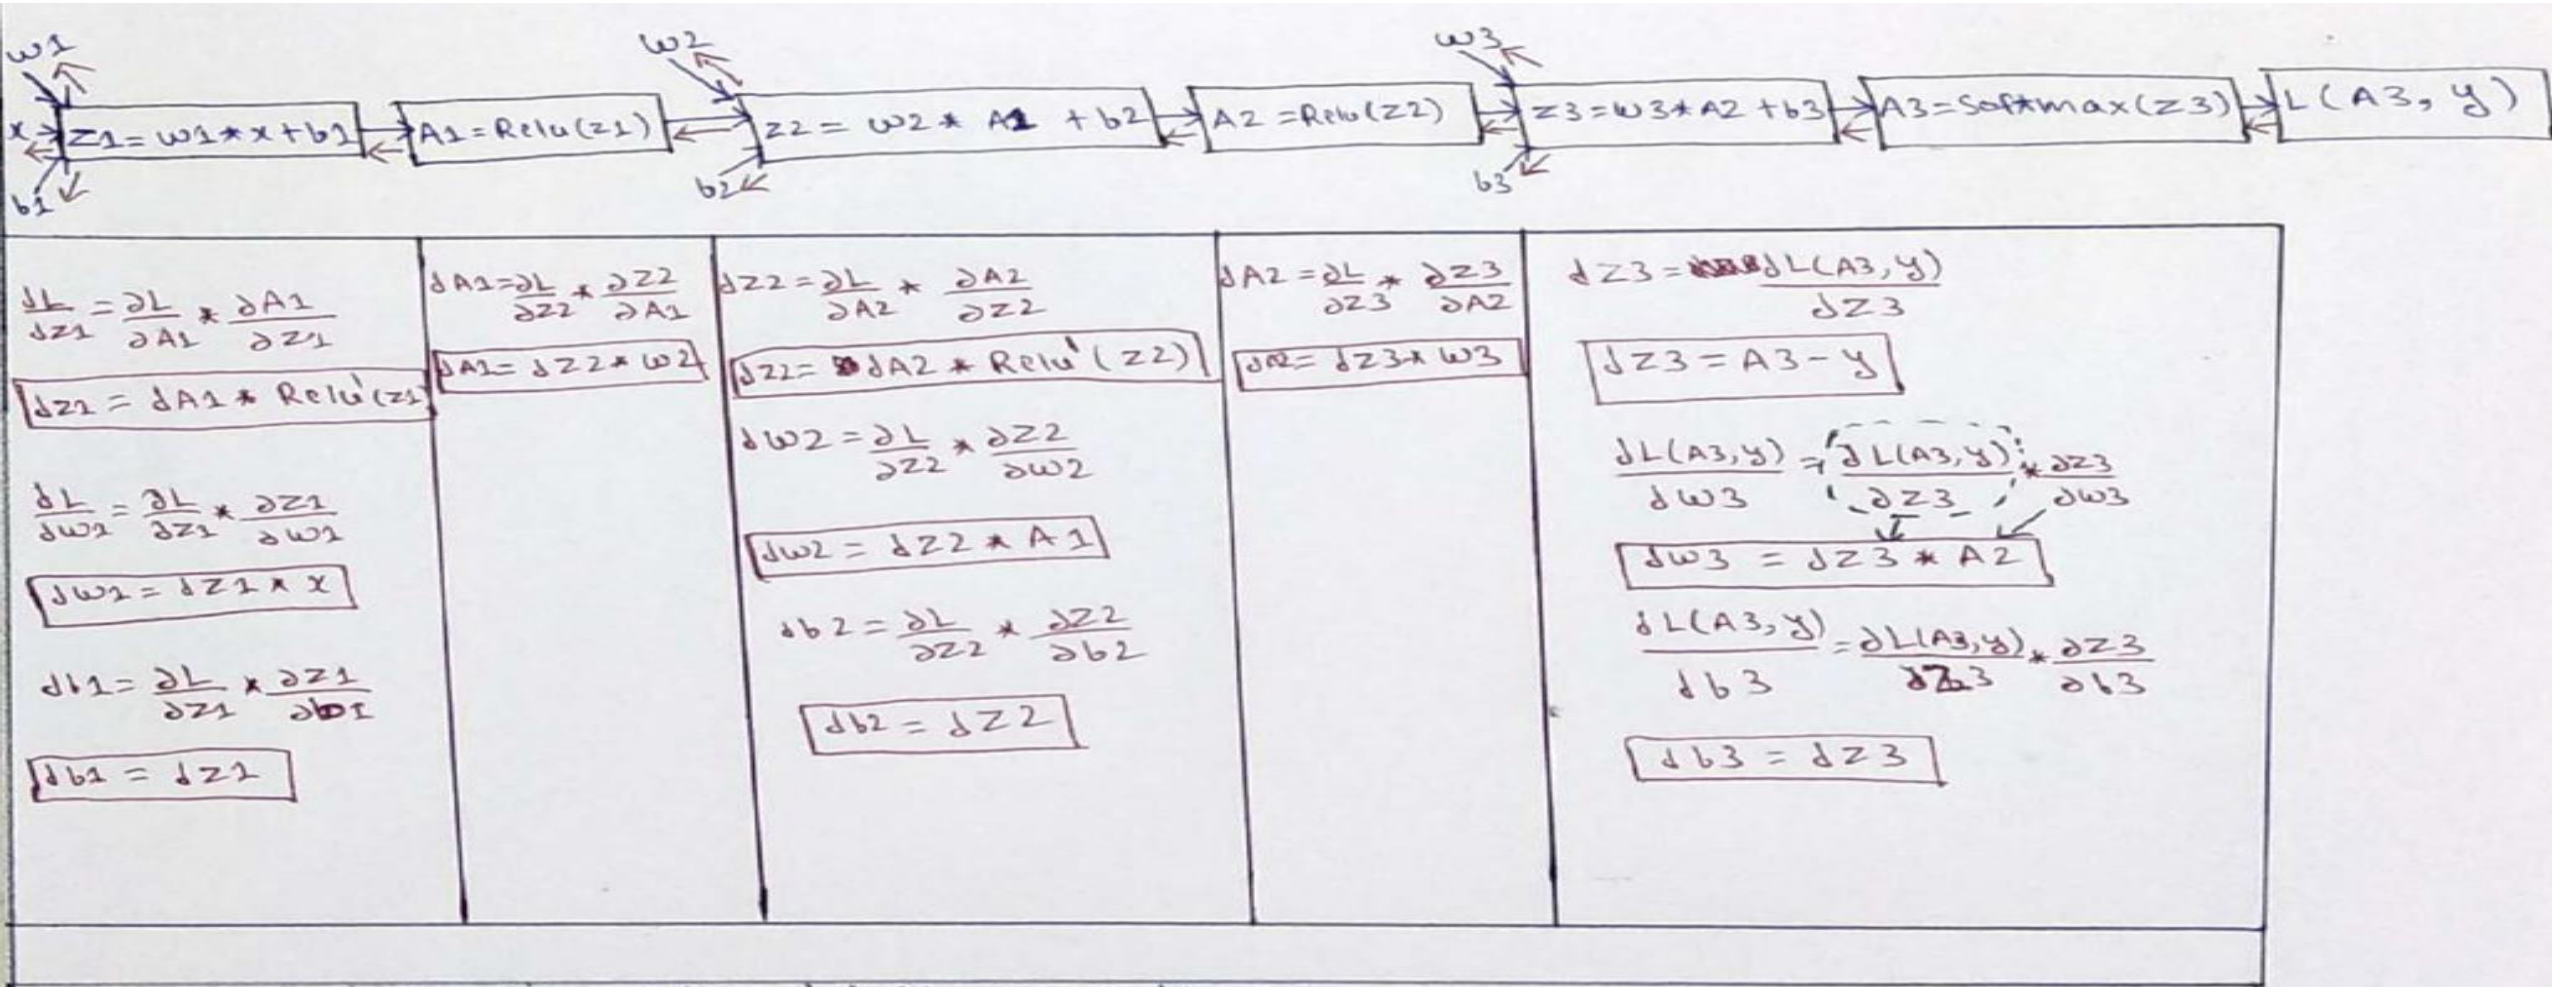 w1
w2
w3
x
z1 = w1 * x + b1
A1 = Relu(z1)
z2 = w2 * A1 + b2
A2 = Relu(z2)
z3 = w3 * A2 + b3
A3 = Softmax(z3)
L(A3, y)
b1
b2
b3
dL/dz1 = ∂L/∂A1 * ∂A1/∂z1
dz1 = dA1 * Relu'(z1)
dL/dw1 = ∂L/∂z1 * ∂z1/∂w1
dw1 = dz1 * x
db1 = ∂L/∂z1 * ∂z1/∂b1
db1 = dz1
dA1 = ∂L/∂z2 * ∂z2/∂A1
dA1 = dz2 * w2
dz2 = ∂L/∂A2 * ∂A2/∂z2
dz2 = dA2 * Relu'(z2)
dw2 = ∂L/∂z2 * ∂z2/∂w2
dw2 = dz2 * A1
db2 = ∂L/∂z2 * ∂z2/∂b2
db2 = dz2
dA2 = ∂L/∂z3 * ∂z3/∂A2
dA2 = dz3 * w3
dz3 = dL(A3, y)/dz3
dz3 = A3 - y
dL(A3, y)/dw3 = ∂L(A3, y)/∂z3 * ∂z3/∂w3
dw3 = dz3 * A2
dL(A3, y)/db3 = ∂L(A3, y)/∂z3 * ∂z3/∂b3
db3 = dz3